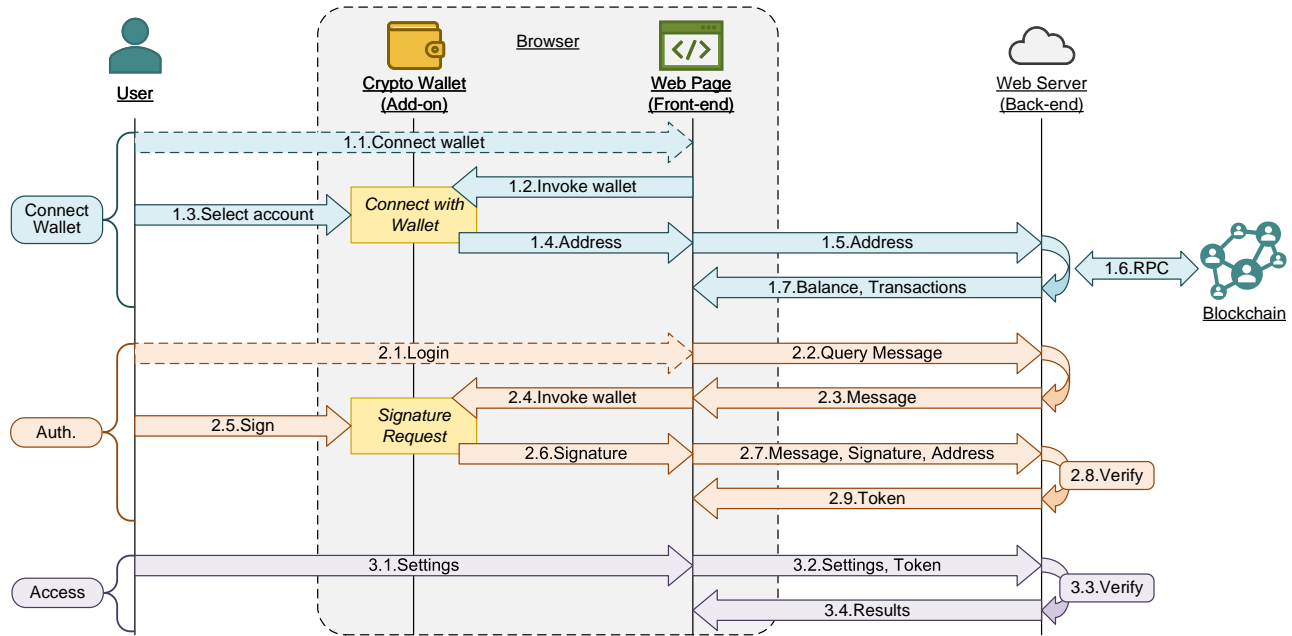 Browser
User
Crypto Wallet
(Add-on)
</>
Web Page
(Front-end)
Web Server
(Back-end)
Connect
Wallet
1.1.Connect wallet
1.2.Invoke wallet
1.3.Select account
Connect with
Wallet
1.4.Address
1.5.Address
1.6.RPC
1.7.Balance, Transactions
Blockchain
Auth.
2.1.Login
2.2.Query Message
2.3.Message
2.4.Invoke wallet
2.5.Sign
Signature
Request
2.6.Signature
2.7.Message, Signature, Address
2.8.Verify
2.9.Token
Access
3.1.Settings
3.2.Settings, Token
3.3.Verify
3.4.Results